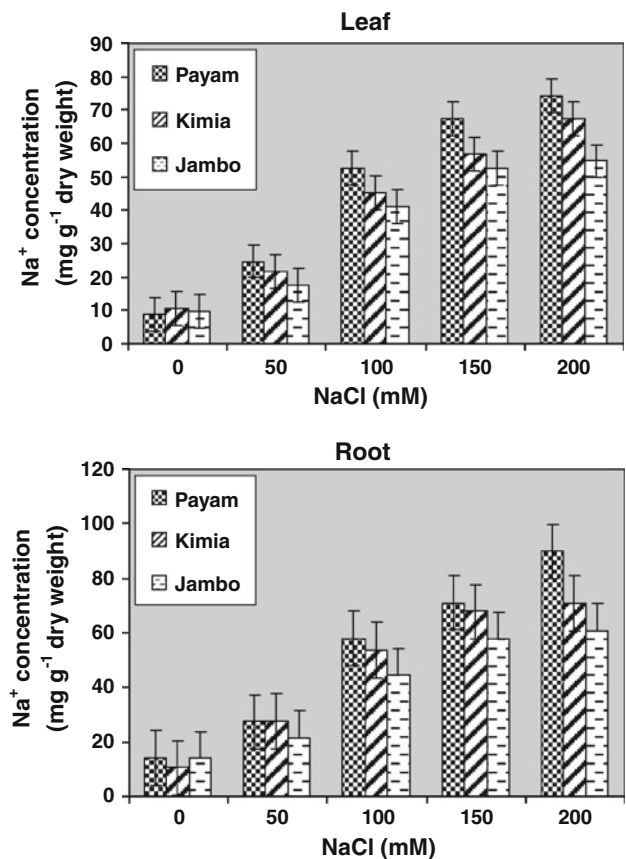 Leaf
Na⁺ concentration
(mg g⁻¹ dry weight)
90
80
70
60
50
40
30
20
10
0
Payam
Kimia
Jambo
0 50 100 150 200
NaCl (mM)
Root
Na⁺ concentration
(mg g⁻¹ dry weight)
120
100
80
60
40
20
0
Payam
Kimia
Jambo
0 50 100 150 200
NaCl (mM)